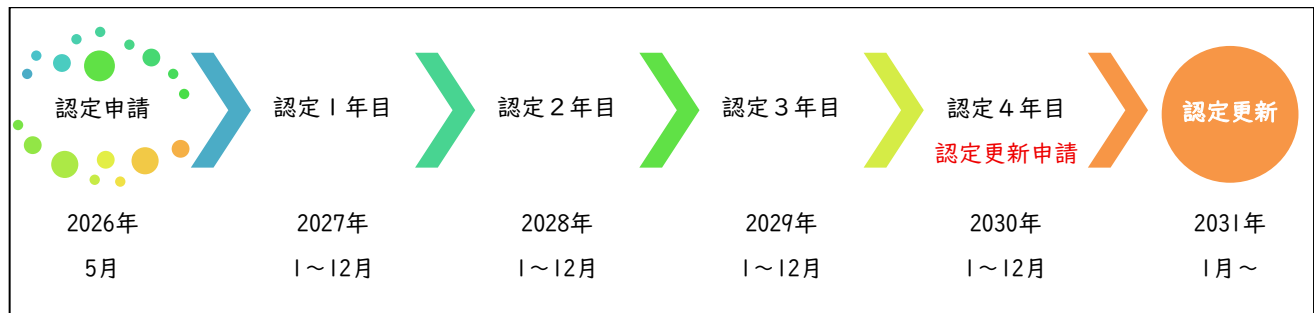 認定申請
認定1年目
認定2年目
認定3年目
認定4年目
認定更新申請
認定更新
2026年
5月
2027年
1～12月
2028年
1～12月
2029年
1～12月
2030年
1～12月
2031年
1月～